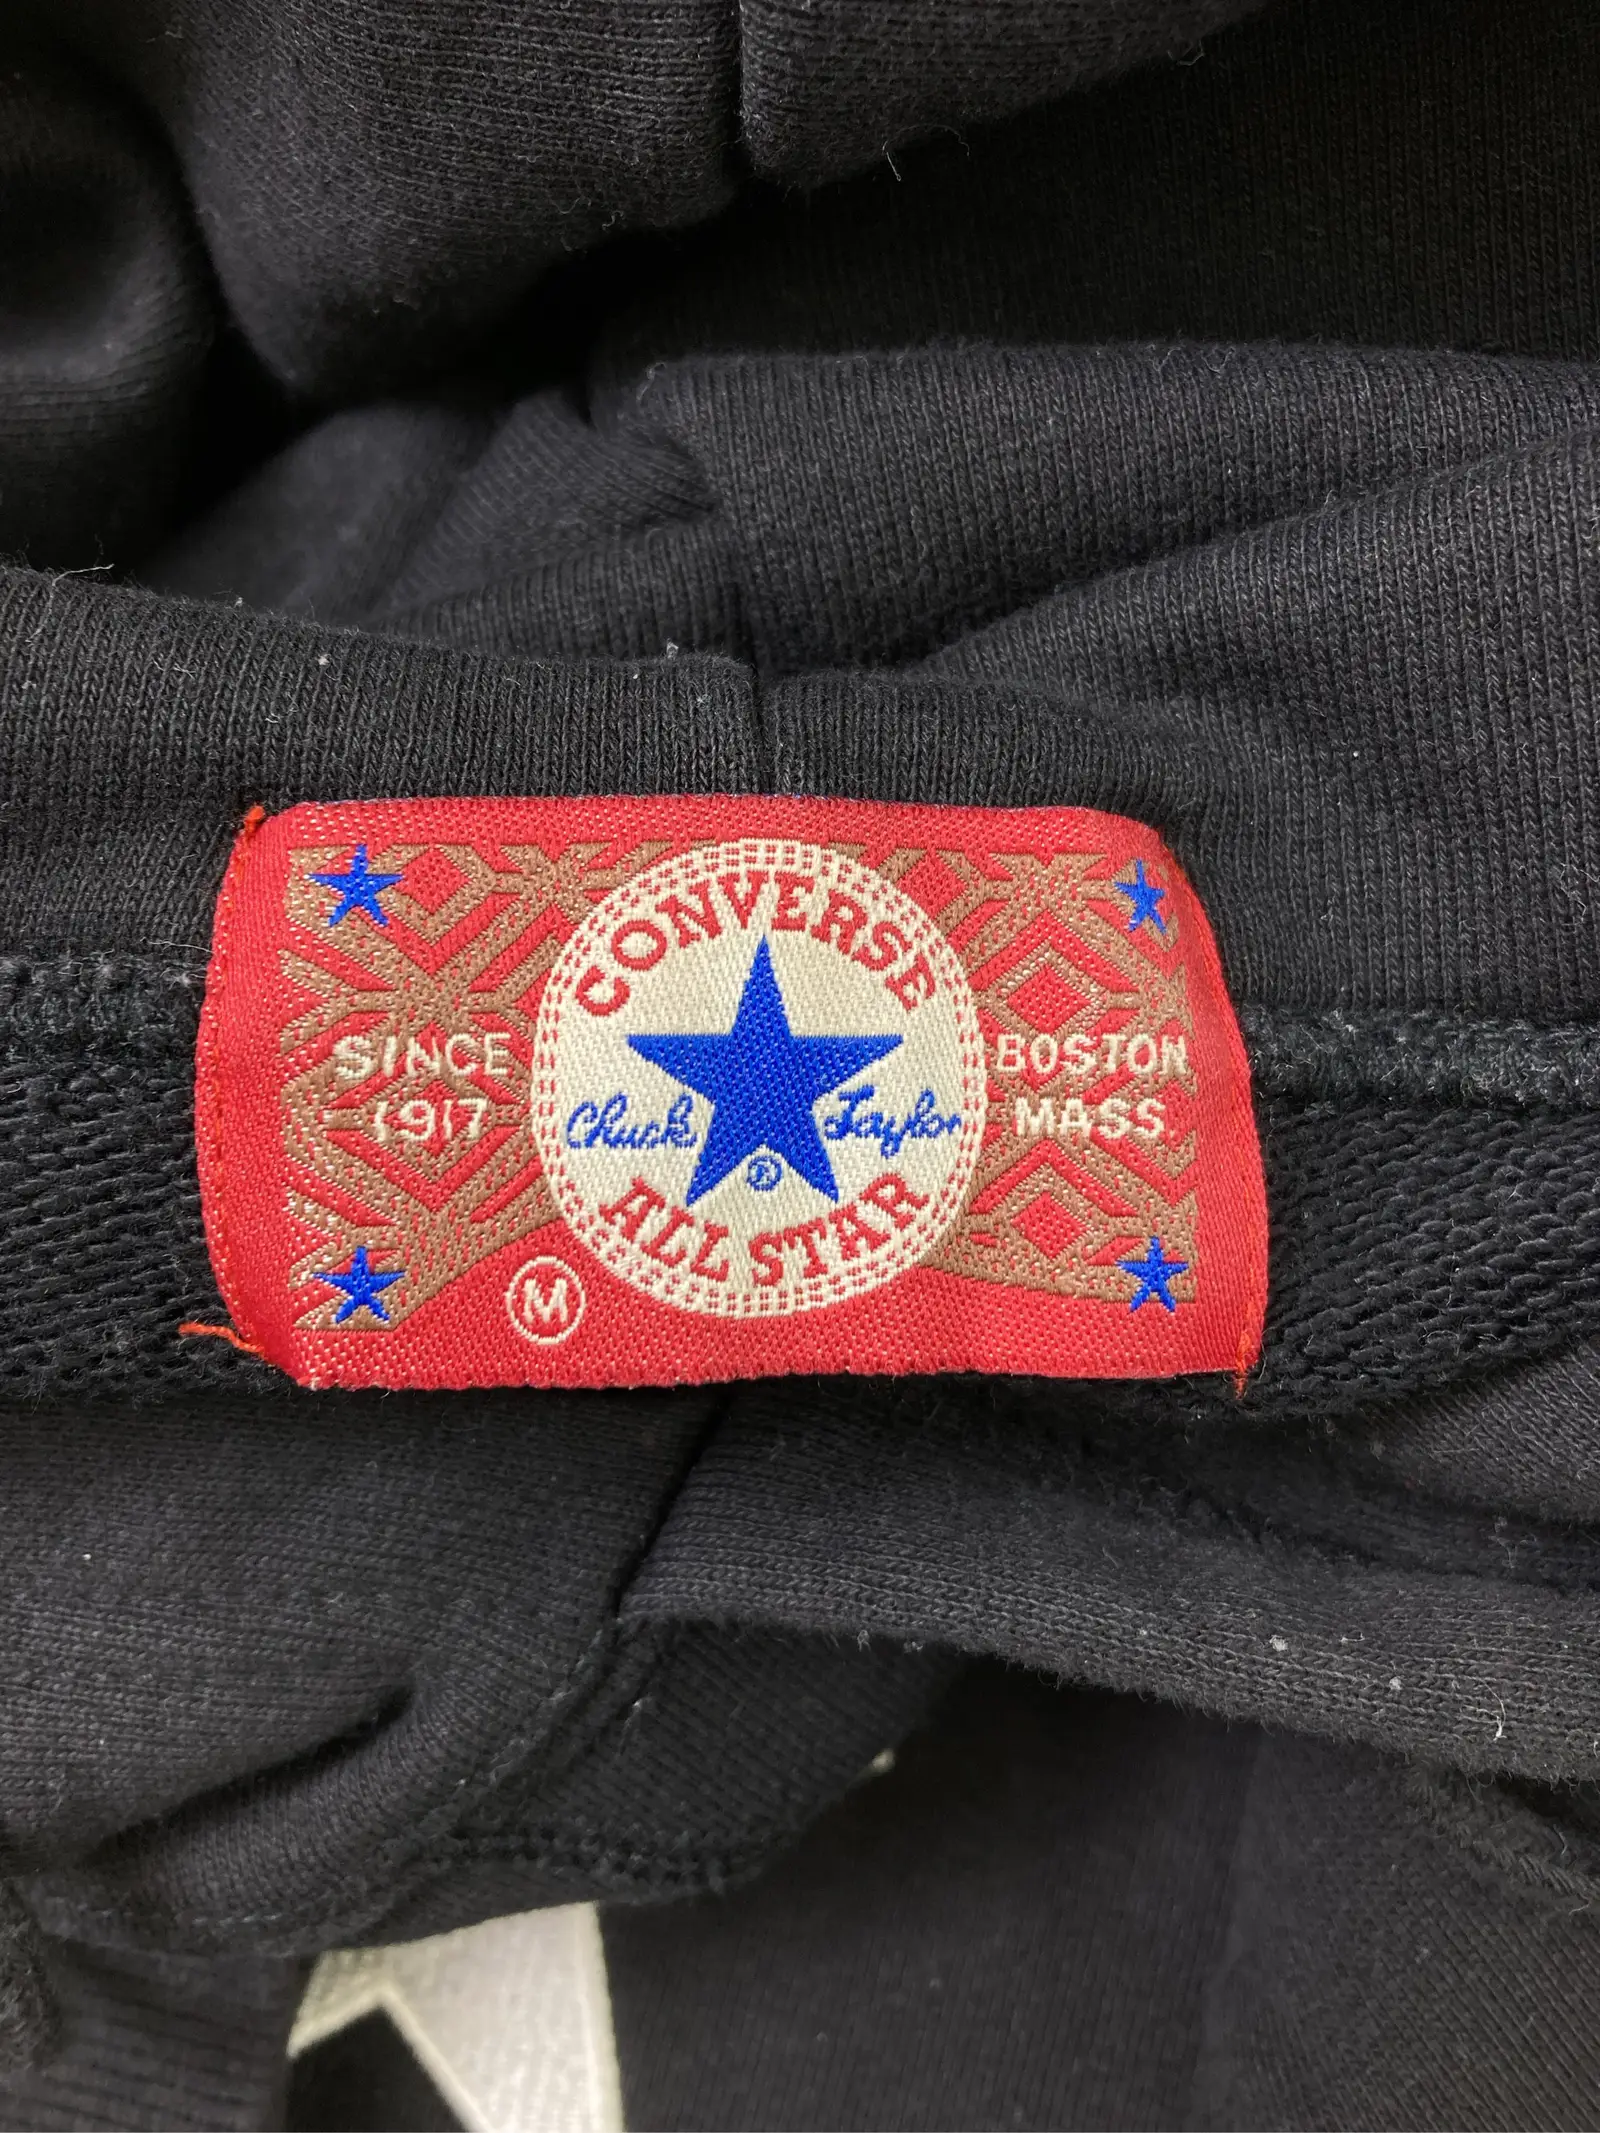 CONVERSE
SINCE
1917
Chuck Taylor
®
ALL STAR
BOSTON
MASS.
M